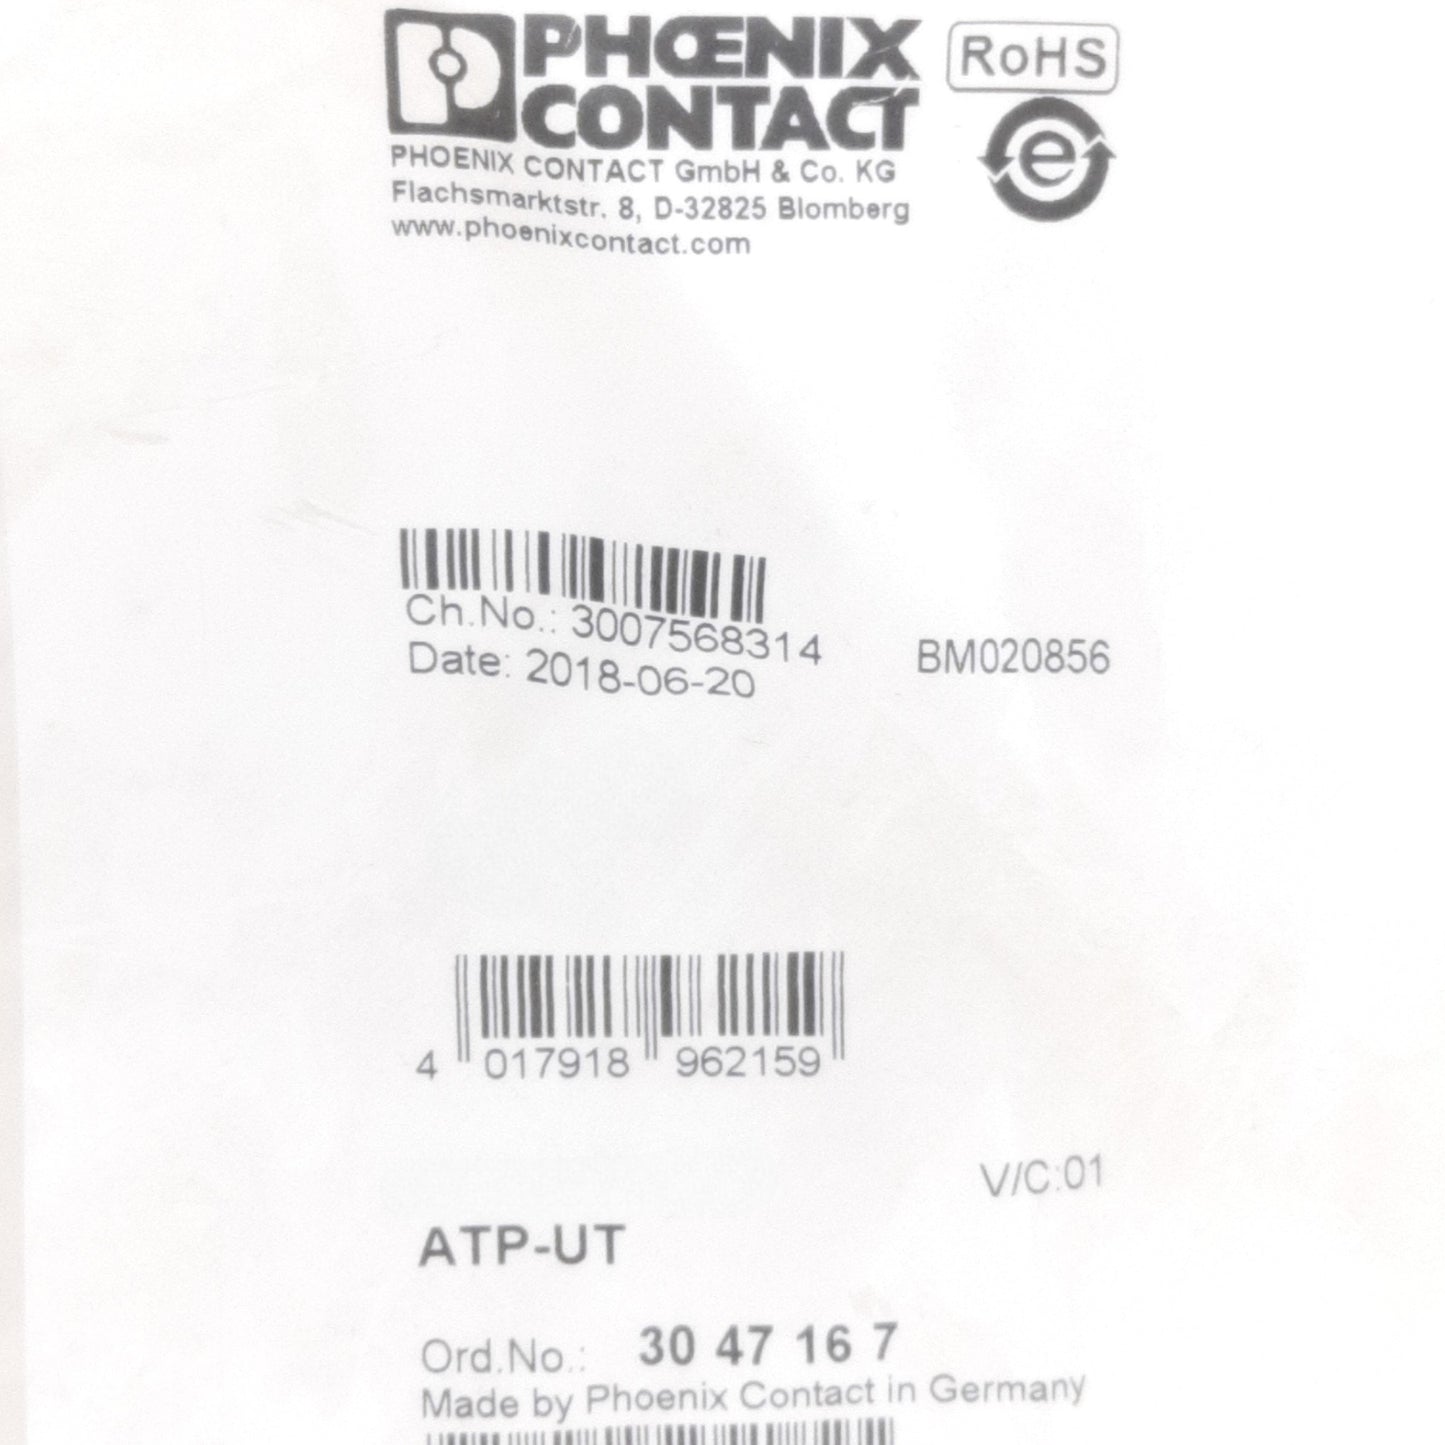 PHŒNIX
CONTACT
RoHS
e
PHOENIX CONTACT GmbH & Co. KG
Flachsmarktstr. 8, D-32825 Blomberg
www.phoenixcontact.com
Ch.No.: 3007568314
BM020856
Date: 2018-06-20
4 017918 962159
V/C:01
ATP-UT
Ord.No.: 30 47 16 7
Made by Phoenix Contact in Germany